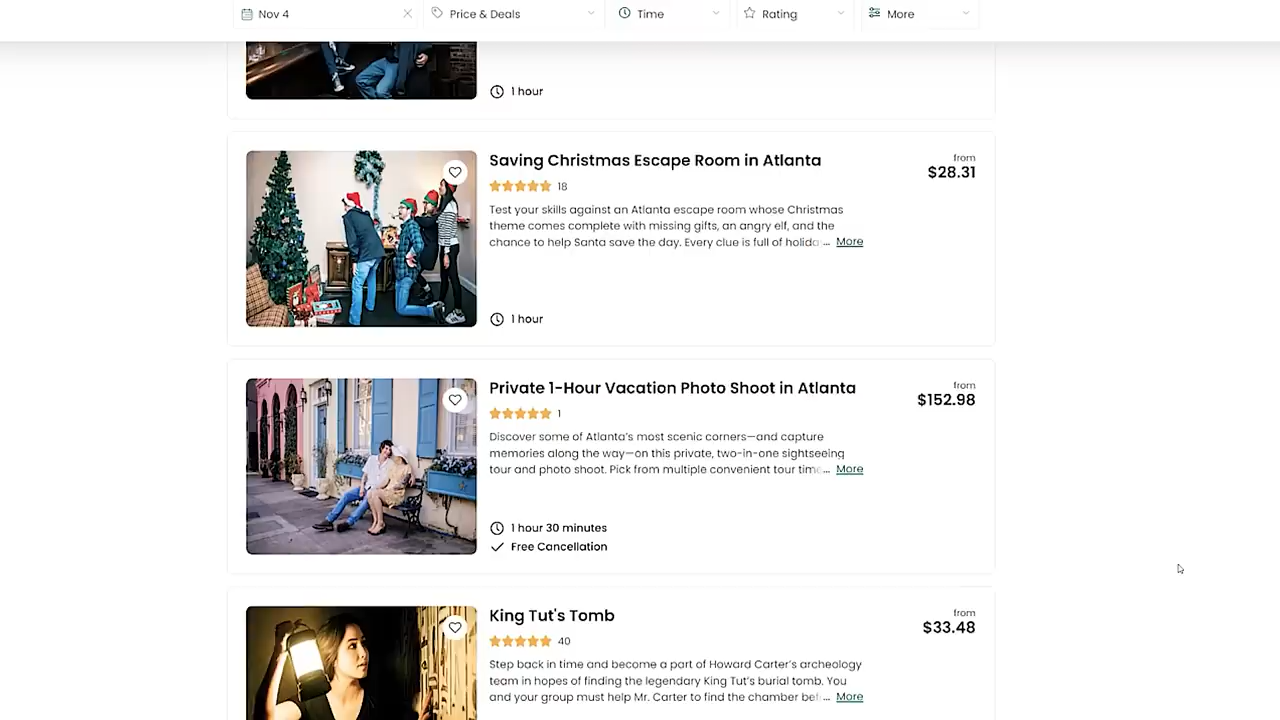 Nov 4
Price & Deals
Time
Rating
More
1 hour
Saving Christmas Escape Room in Atlanta
from
$28.31
18
Test your skills against an Atlanta escape room whose Christmas
theme comes complete with missing gifts, an angry elf, and the
chance to help Santa save the day. Every clue is full of holida ... More
1 hour
Private 1-Hour Vacation Photo Shoot in Atlanta
from
$152.98
1
Discover some of Atlanta's most scenic corners—and capture
memories along the way—on this private, two-in-one sightseeing
tour and photo shoot. Pick from multiple convenient tour time... More
1 hour 30 minutes
Free Cancellation
King Tut's Tomb
from
$33.48
40
Step back in time and become a part of Howard Carter's archeology
team in hopes of finding the legendary King Tut's burial tomb. You
and your group must help Mr. Carter to find the chamber bef... More